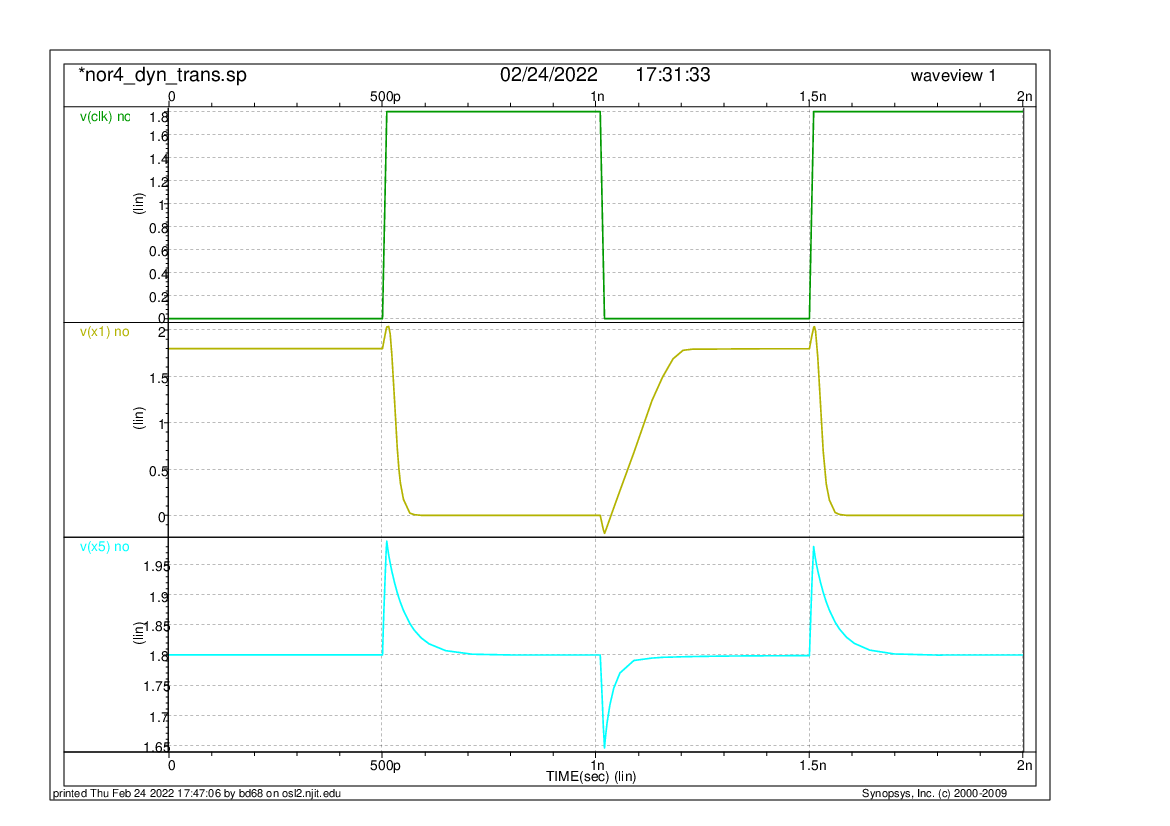 *nor4_dyn_trans.sp 02/24/2022 17:31:33 waveview 1
0 500p 1n 1.5n 2n
v(clk) no
(lin)
1.8
1.6
1.4
1.2
1
0.8
0.6
0.4
0.2
0
v(x1) no
(lin)
2
1.5
1
0.5
0
v(x5) no
(lin)
1.95
1.9
1.85
1.8
1.75
1.7
1.65
0 500p 1n 1.5n 2n
TIME(sec) (lin)
printed Thu Feb 24 2022 17:47:06 by bd68 on osl2.njit.edu Synopsys, Inc. (c) 2000-2009